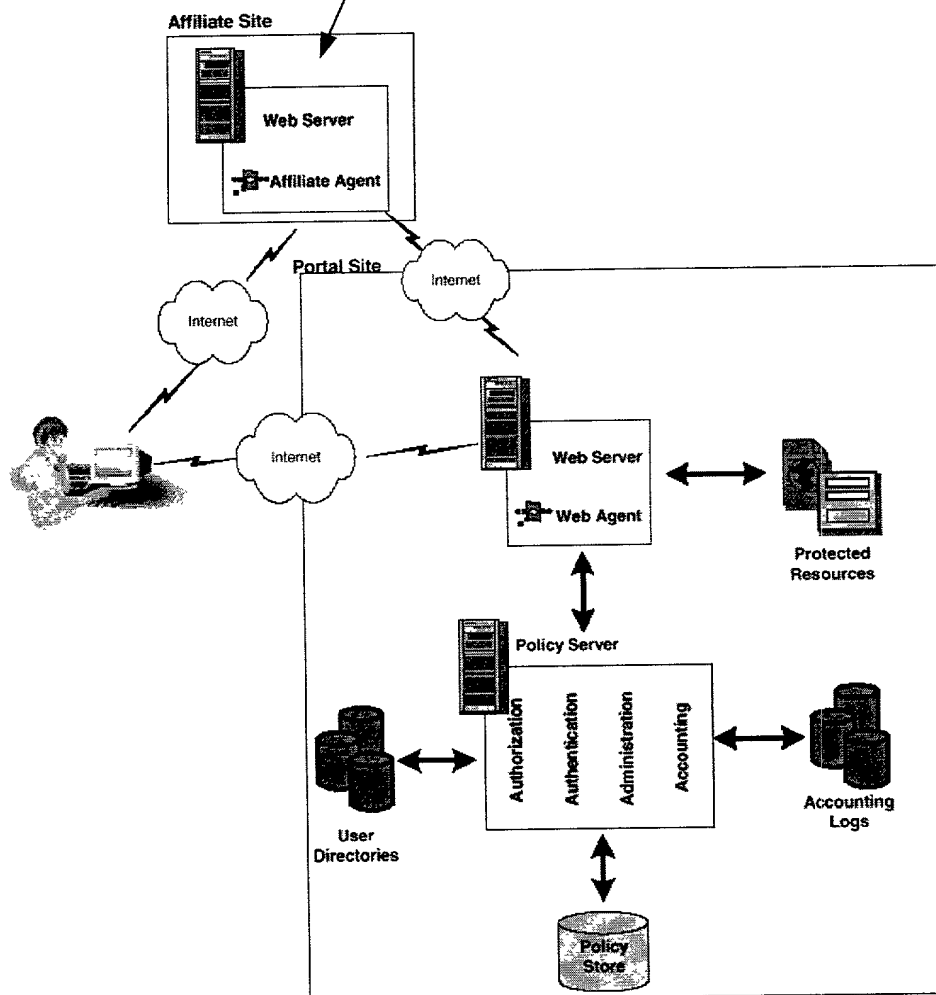 Affiliate Site
Web Server
Affiliate Agent
Portal Site
Internet
Internet
Internet
Web Server
Web Agent
Protected
Resources
Policy Server
Authorization
Authentication
Administration
Accounting
User
Directories
Accounting
Logs
Policy
Store